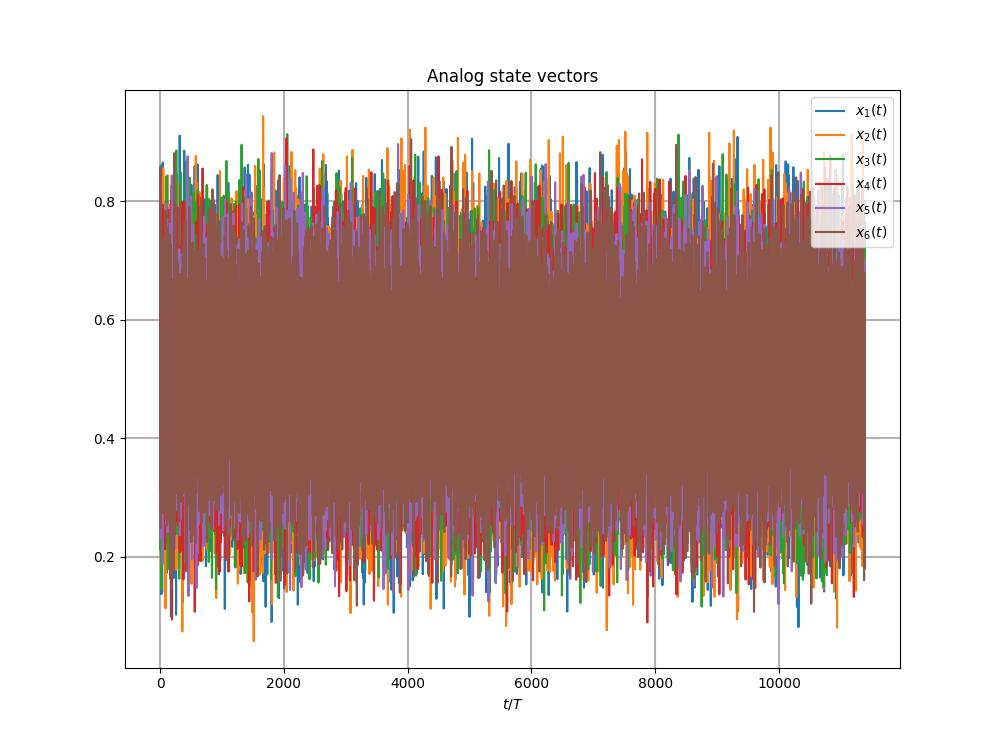 Analog state vectors
x₁(t)
x₂(t)
x₃(t)
x₄(t)
x₅(t)
x₆(t)
0.8
0.6
0.4
0.2
0 2000 4000 6000 8000 10000
t/T